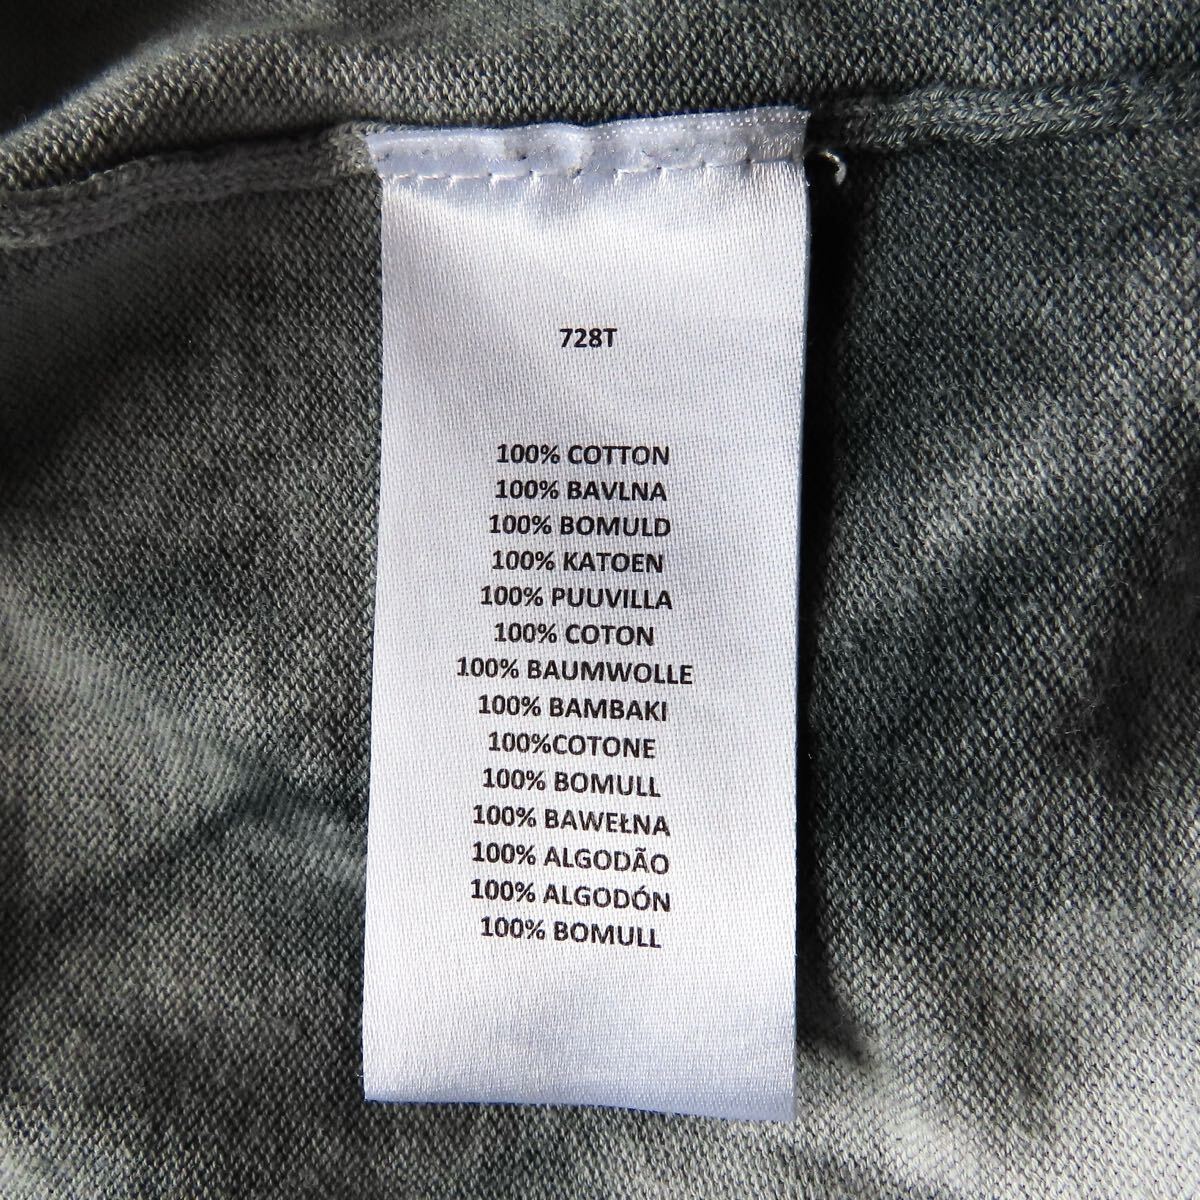 728T
100% COTTON
100% BAVLNA
100% BOMULD
100% KATOEN
100% PUUVILLA
100% COTON
100% BAUMWOLLE
100% BAMBAKI
100%COTONE
100% BOMULL
100% BAWEŁNA
100% ALGODÃO
100% ALGODÓN
100% BOMULL